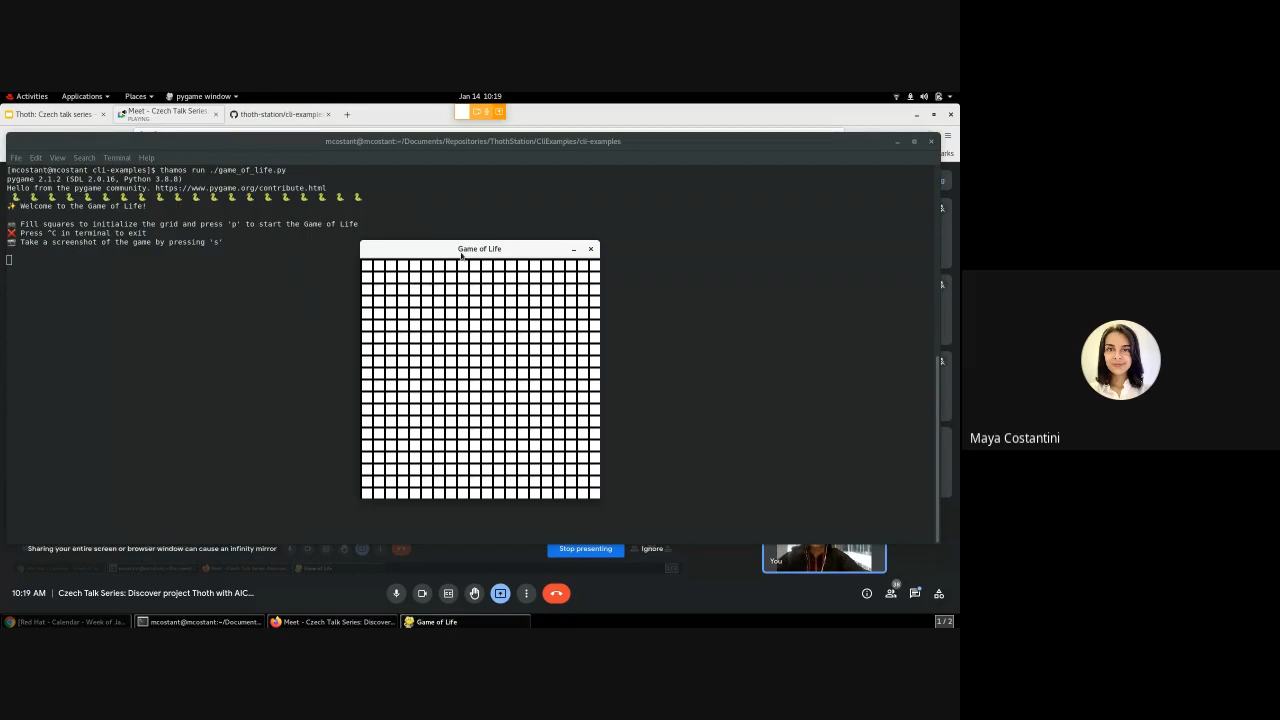 Activities Applications Places pygame window Jan 14 10:19
Thoth: Czech talk series - × Meet - Czech Talk Series × thoth-station/cli-examples × +
PLAYING
mcostant@mcostant:~/Documents/Repositories/ThothStation/CliExamples/cli-examples
File Edit View Search Terminal Help
[mcostant@mcostant cli-examples]$ thamos run ./game_of_life.py
pygame 2.1.2 (SDL 2.0.16, Python 3.8.8)
Hello from the pygame community. https://www.pygame.org/contribute.html
Welcome to the Game of Life!
Fill squares to initialize the grid and press 'p' to start the Game of Life
Press ^C in terminal to exit
Take a screenshot of the game by pressing 's'
Game of Life
Maya Costantini
Sharing your entire screen or browser window can cause an infinity mirror Stop presenting Ignore
You
10:19 AM | Czech Talk Series: Discover project Thoth with AIC... 38
[Red Hat - Calendar - Week of Ja... mcostant@mcostant:~/Document... Meet - Czech Talk Series: Discover... Game of Life 1 / 2